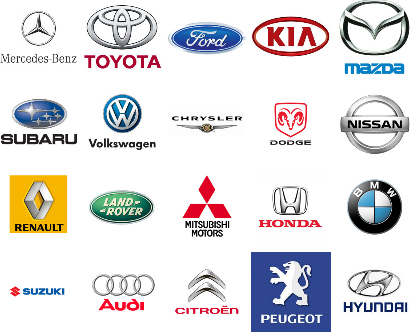 Mercedes-Benz
TOYOTA
Ford
KIA
mazda
SUBARU
Volkswagen
CHRYSLER
DODGE
NISSAN
RENAULT
LAND-
-ROVER
MITSUBISHI
MOTORS
HONDA
BMW
SUZUKI
Audi
CITROËN
PEUGEOT
HYUNDAI